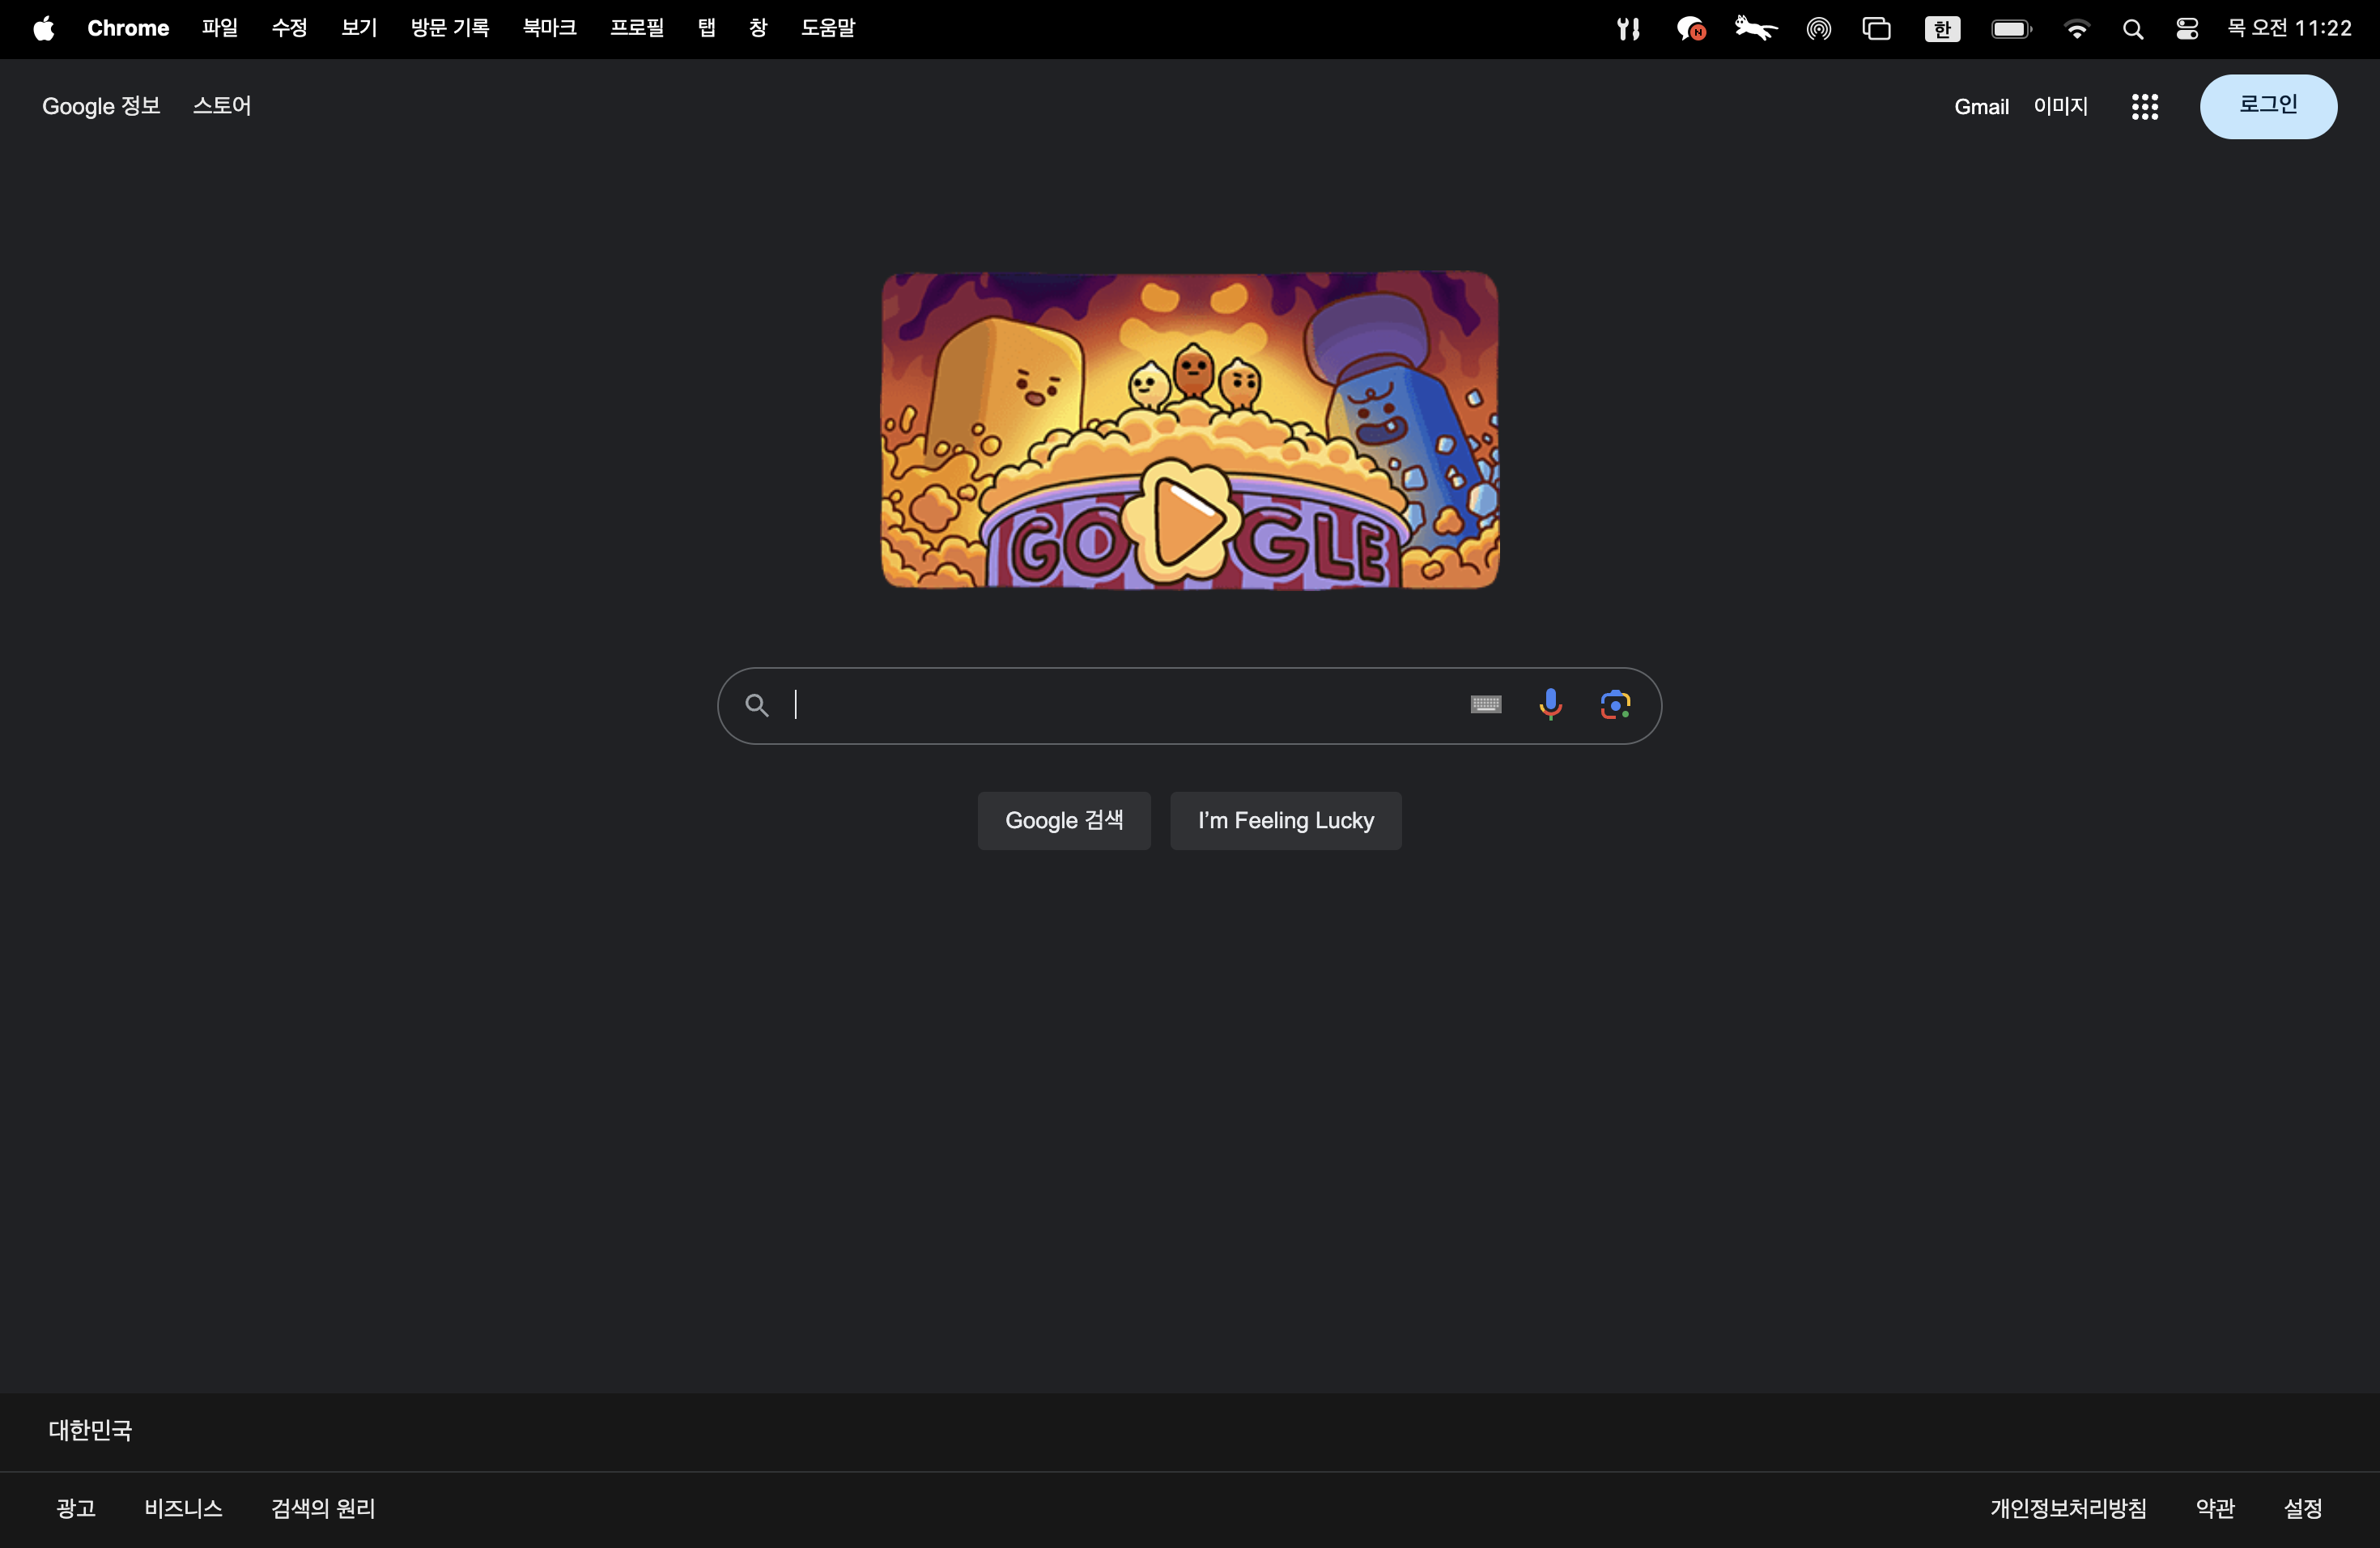 Chrome 파일 수정 보기 방문 기록 북마크 프로필 탭 창 도움말 N 한 목 오전 11:22
Google 정보 스토어 Gmail 이미지 로그인
GOOGLE
Google 검색 I’m Feeling Lucky
대한민국
광고 비즈니스 검색의 원리 개인정보처리방침 약관 설정